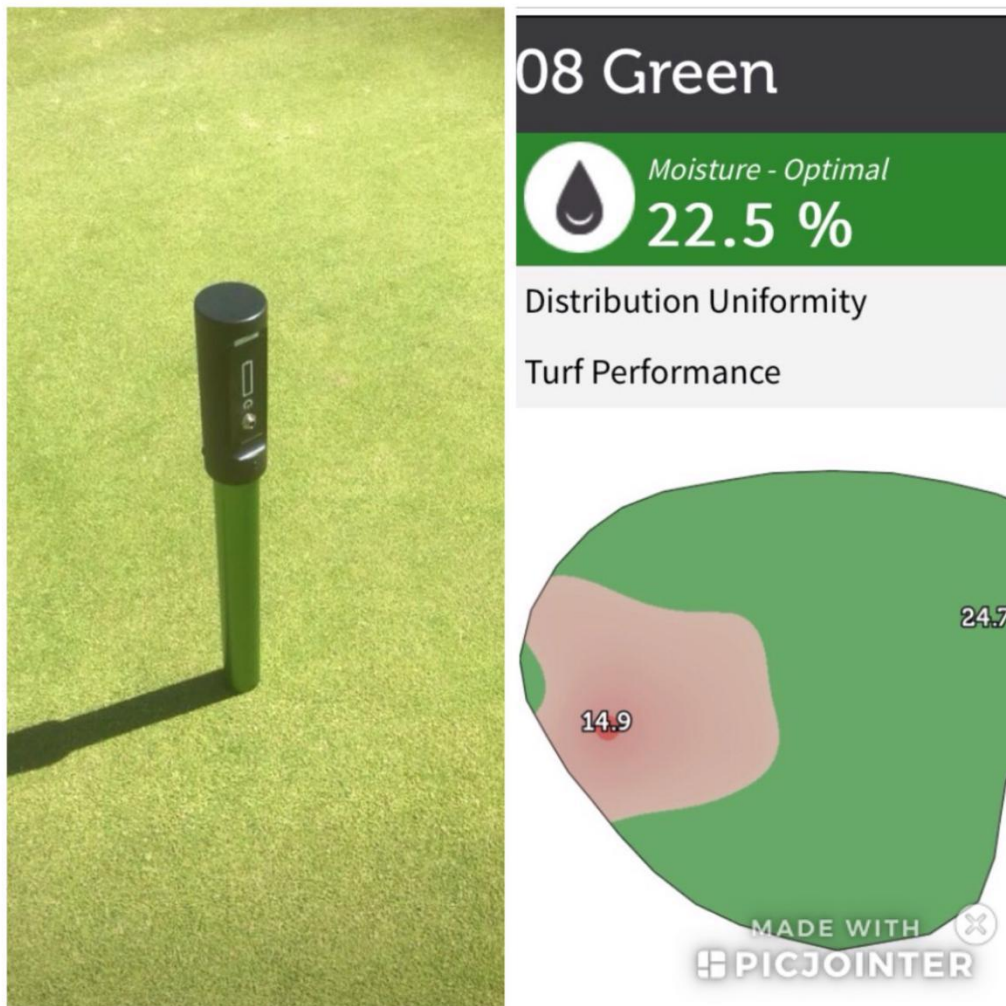 08 Green
Moisture - Optimal
22.5 %
Distribution Uniformity
Turf Performance
24.7
14.9
MADE WITH
PICJOINTER